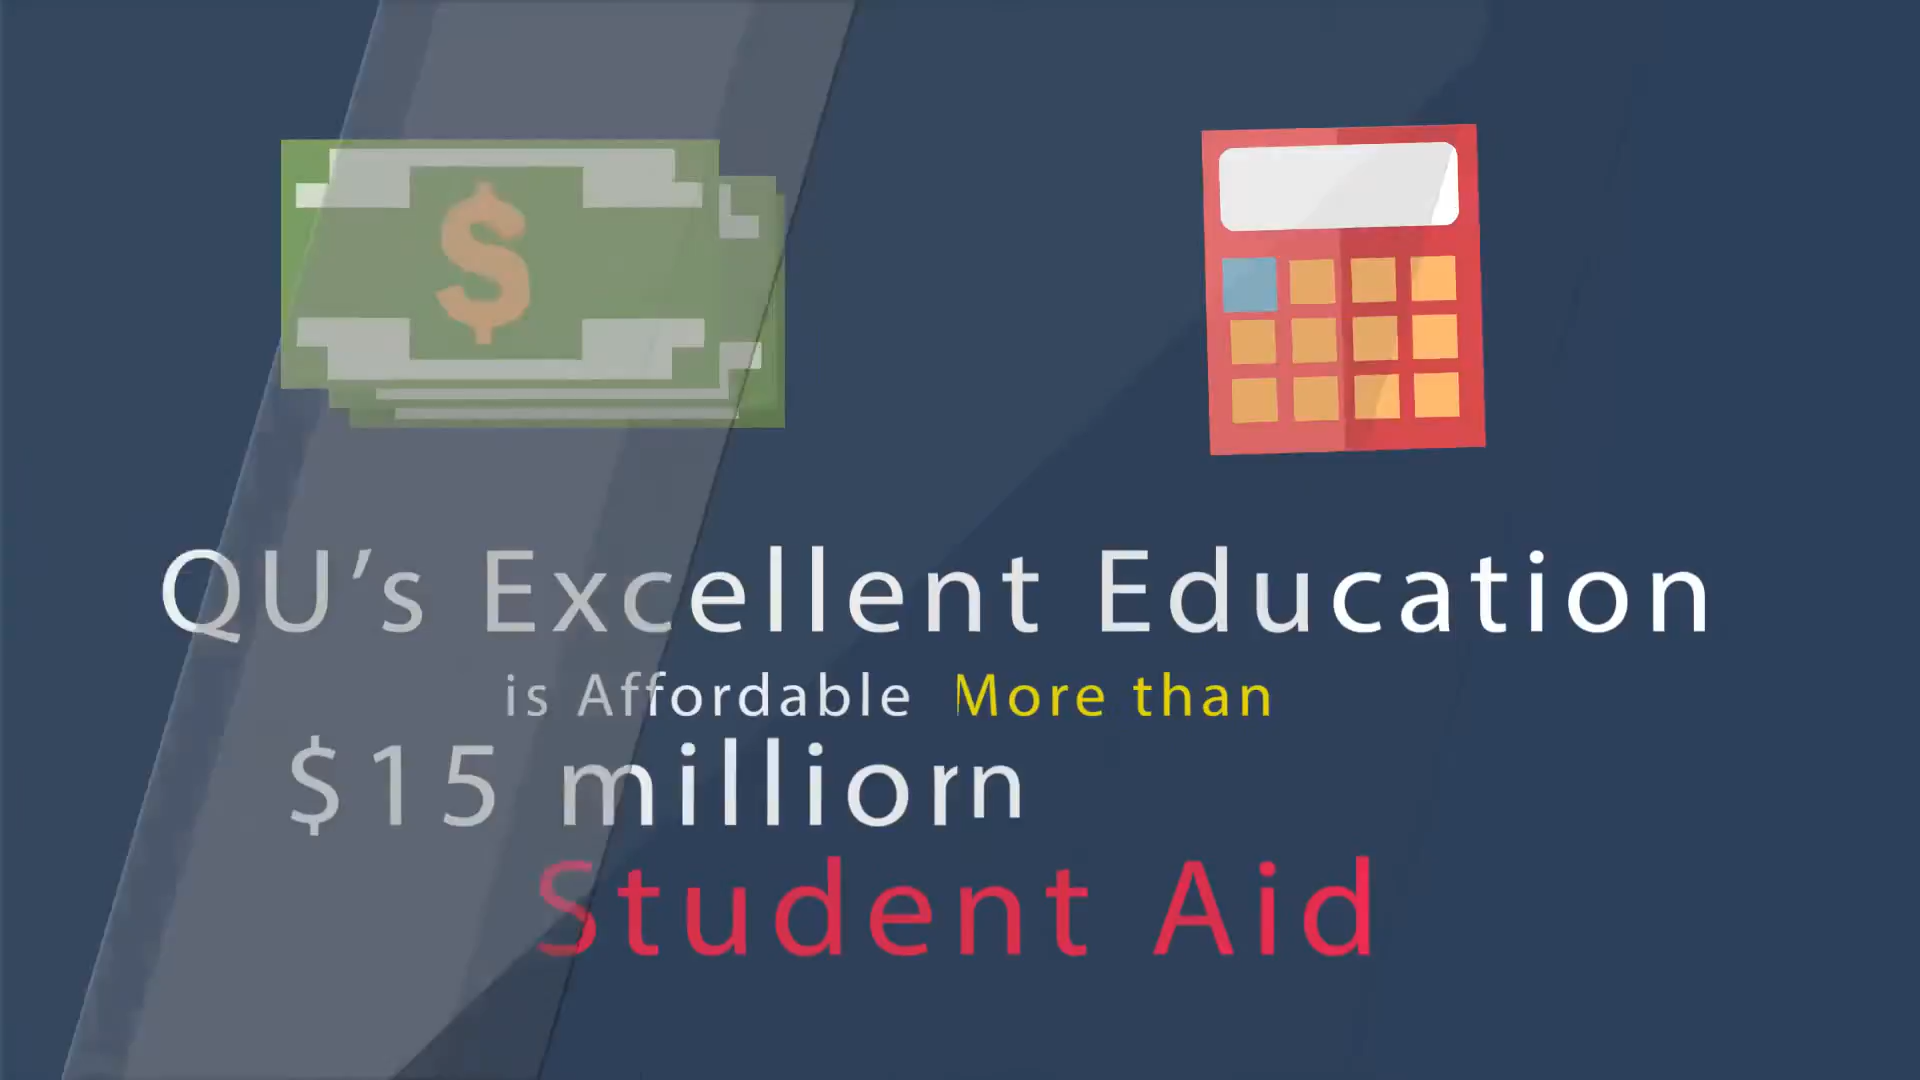 $
QU's Excellent Education
is Affordable More than
$15 milliorn
Student Aid